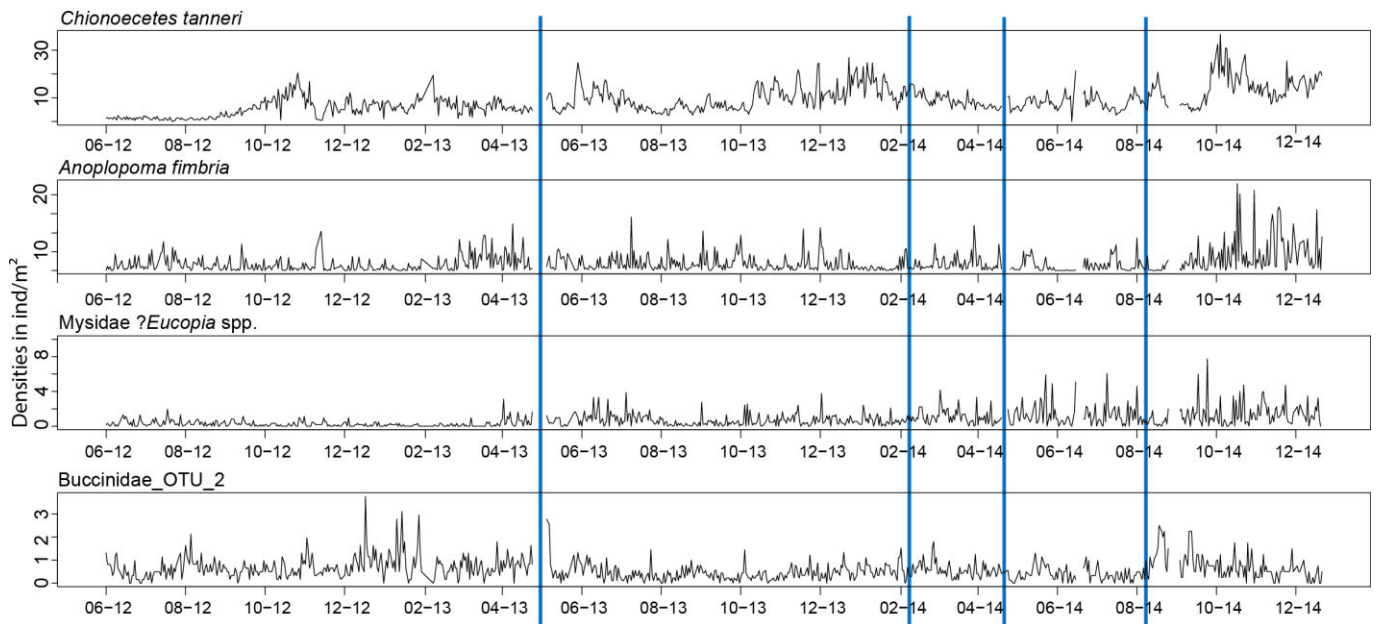 Densities in ind/m²
Chionoecetes tanneri
30
10
06-12 08-12 10-12 12-12 02-13 04-13 06-13 08-13 10-13 12-13 02-14 04-14 06-14 08-14 10-14 12-14
Anoplopoma fimbria
20
10
06-12 08-12 10-12 12-12 02-13 04-13 06-13 08-13 10-13 12-13 02-14 04-14 06-14 08-14 10-14 12-14
Mysidae ?Eucopia spp.
8
4
0
06-12 08-12 10-12 12-12 02-13 04-13 06-13 08-13 10-13 12-13 02-14 04-14 06-14 08-14 10-14 12-14
Buccinidae_OTU_2
3
2
1
0
06-12 08-12 10-12 12-12 02-13 04-13 06-13 08-13 10-13 12-13 02-14 04-14 06-14 08-14 10-14 12-14